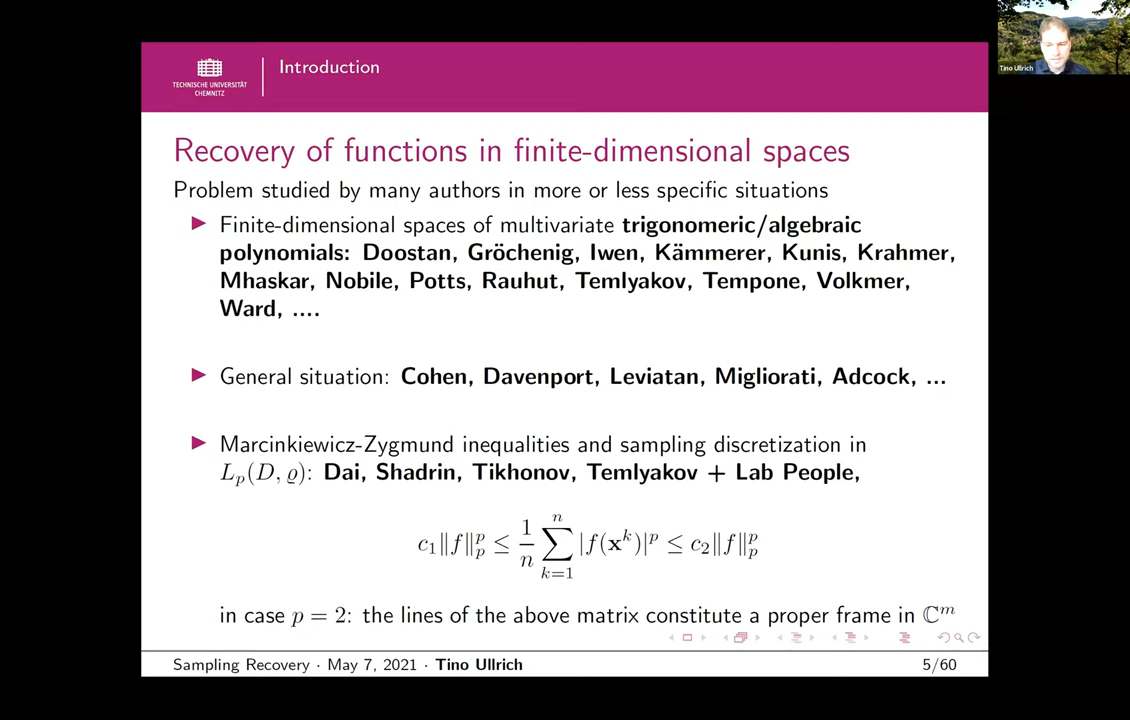 Tino Ullrich
TECHNISCHE UNIVERSITÄT
CHEMNITZ
Introduction
Recovery of functions in finite-dimensional spaces
Problem studied by many authors in more or less specific situations
▶ Finite-dimensional spaces of multivariate trigonomeric/algebraic
polynomials: Doostan, Gröchenig, Iwen, Kämmerer, Kunis, Krahmer,
Mhaskar, Nobile, Potts, Rauhut, Temlyakov, Tempone, Volkmer,
Ward, ....
▶ General situation: Cohen, Davenport, Leviatan, Migliorati, Adcock, ...
▶ Marcinkiewicz-Zygmund inequalities and sampling discretization in
L_p(D, ϱ): Dai, Shadrin, Tikhonov, Temlyakov + Lab People,
c₁‖f‖_p^p ≤ 1/n ∑_{k=1}^{n} |f(x^k)|^p ≤ c₂‖f‖_p^p
in case p = 2: the lines of the above matrix constitute a proper frame in ℂ^m
Sampling Recovery · May 7, 2021 · Tino Ullrich 5/60